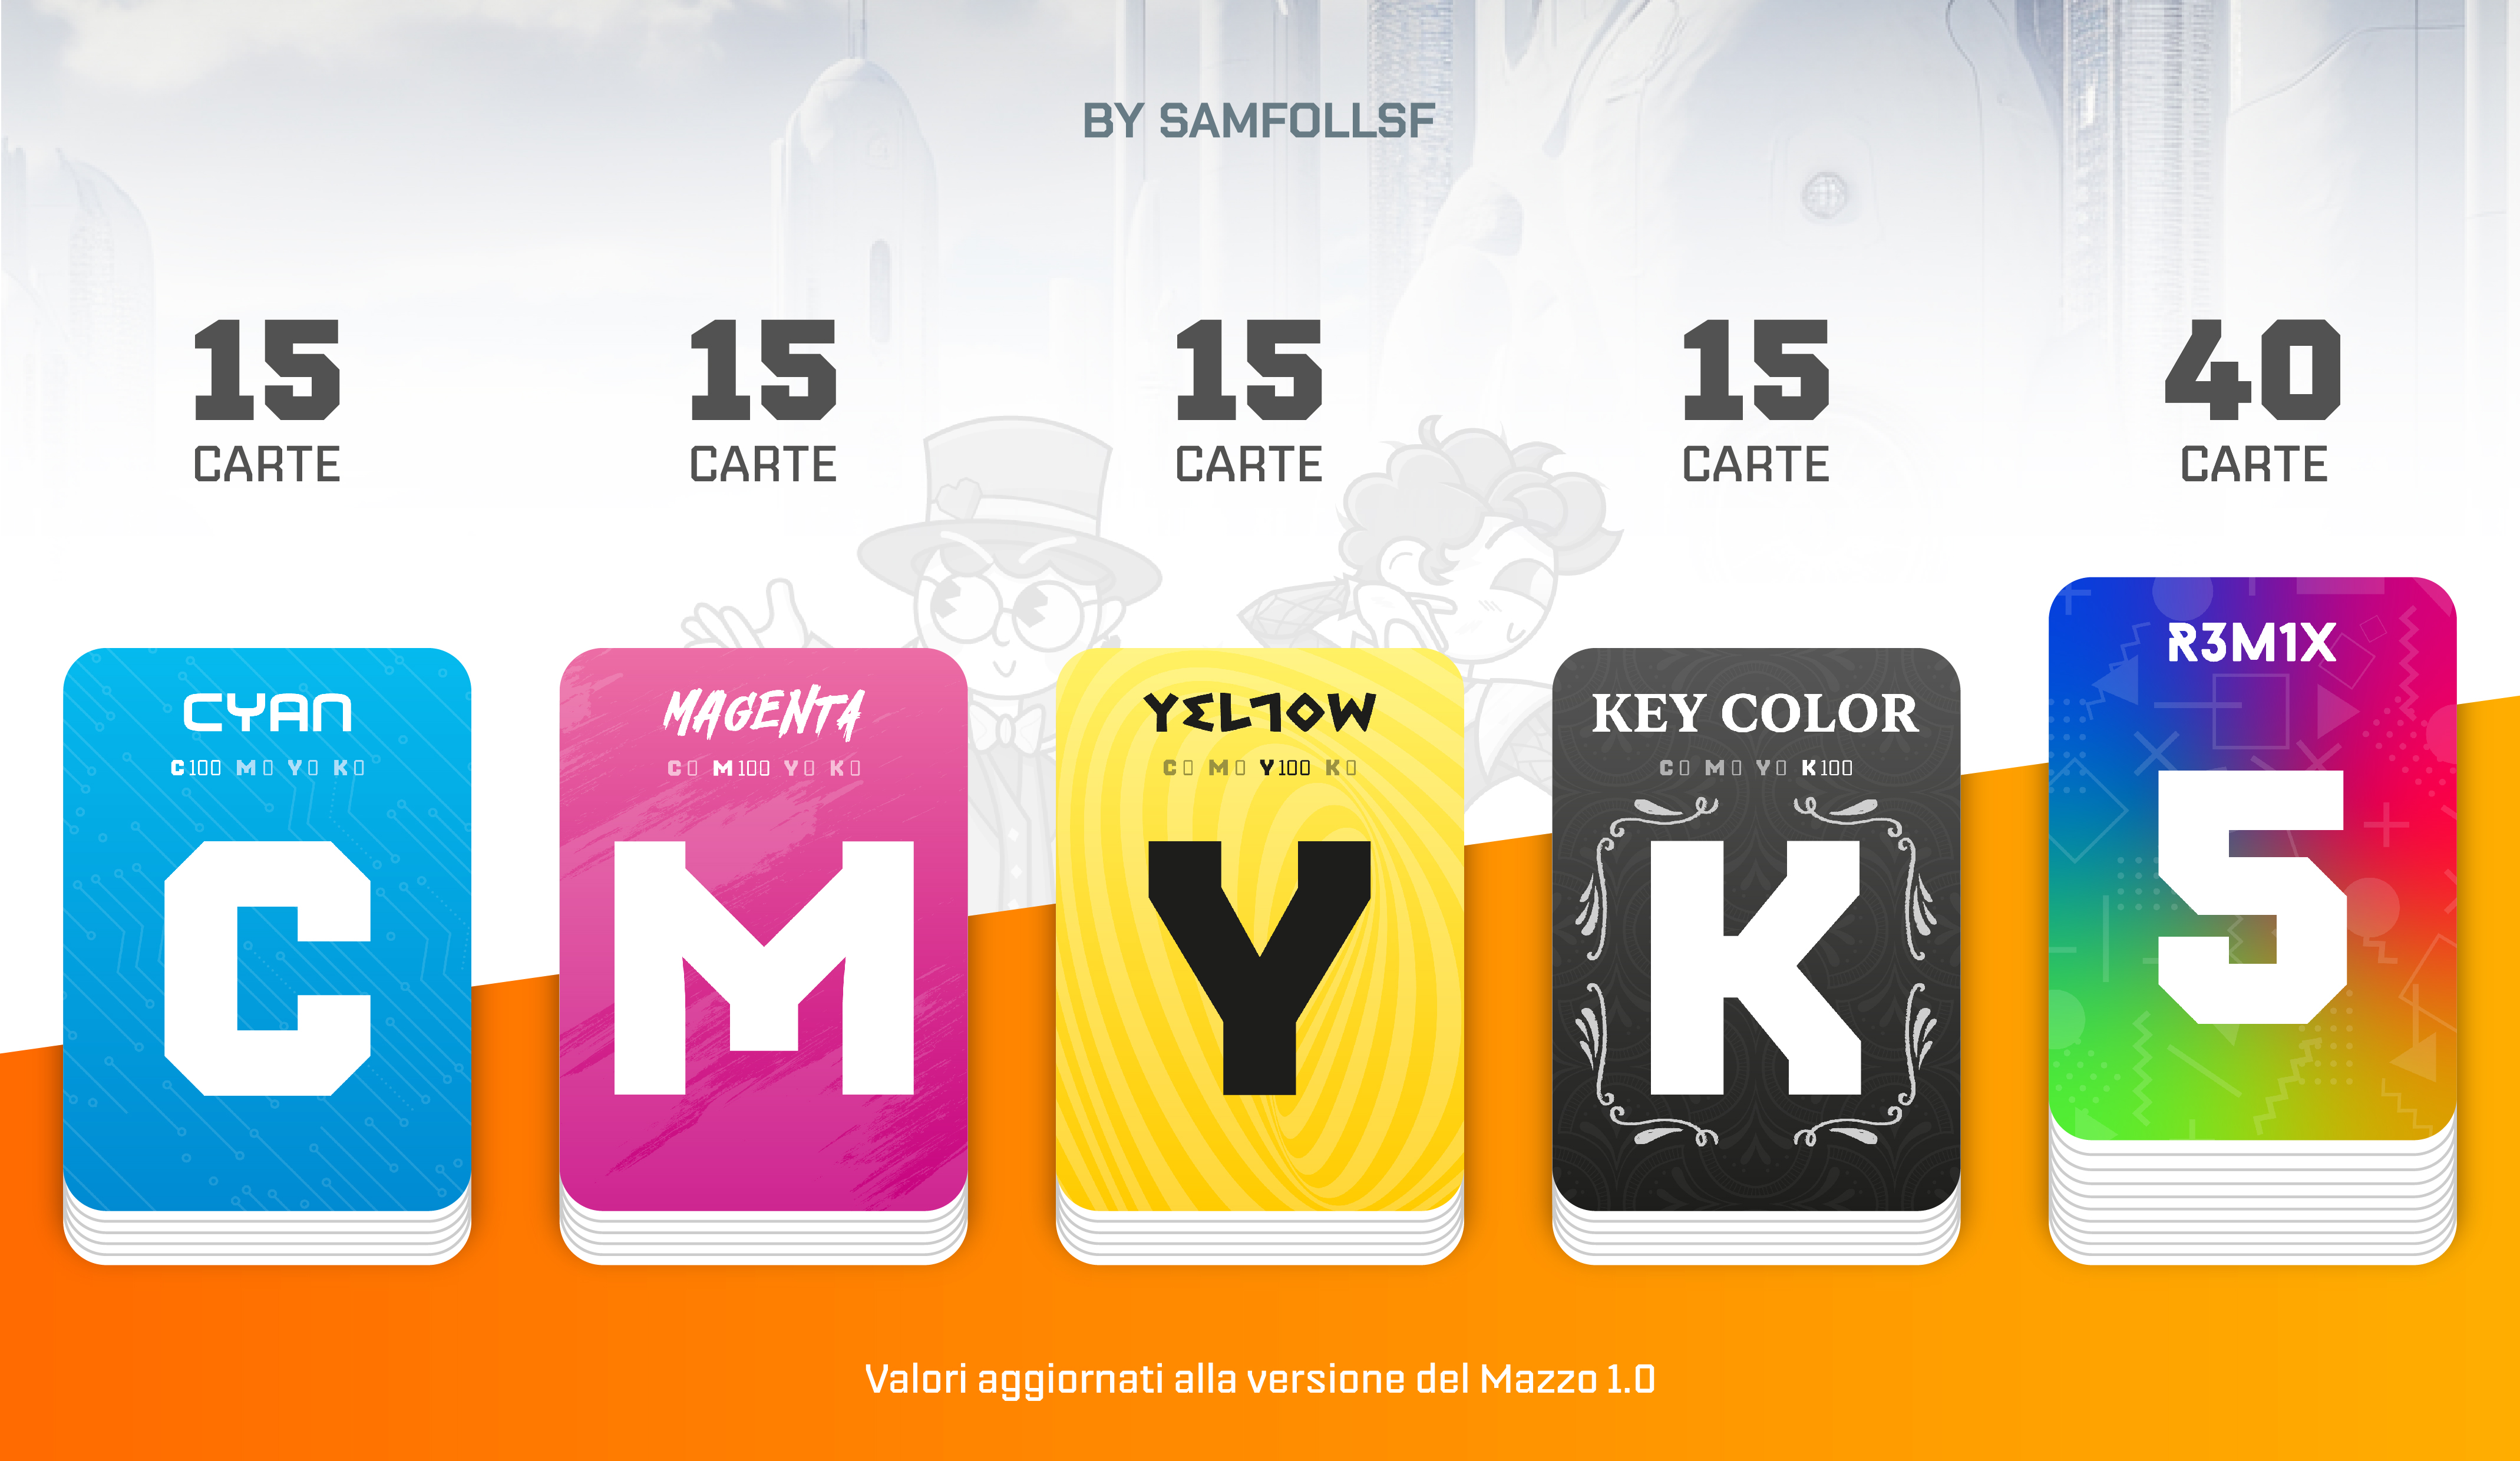 BY SAMFOLLSF
15
CARTE
15
CARTE
15
CARTE
15
CARTE
40
CARTE
CYAN
C100 M0 Y0 K0
C
MAGENTA
C0 M100 Y0 K0
M
YELLOW
C0 M0 Y100 K0
Y
KEY COLOR
C0 M0 Y0 K100
K
R3M1X
5
Valori aggiornati alla versione del Mazzo 1.0